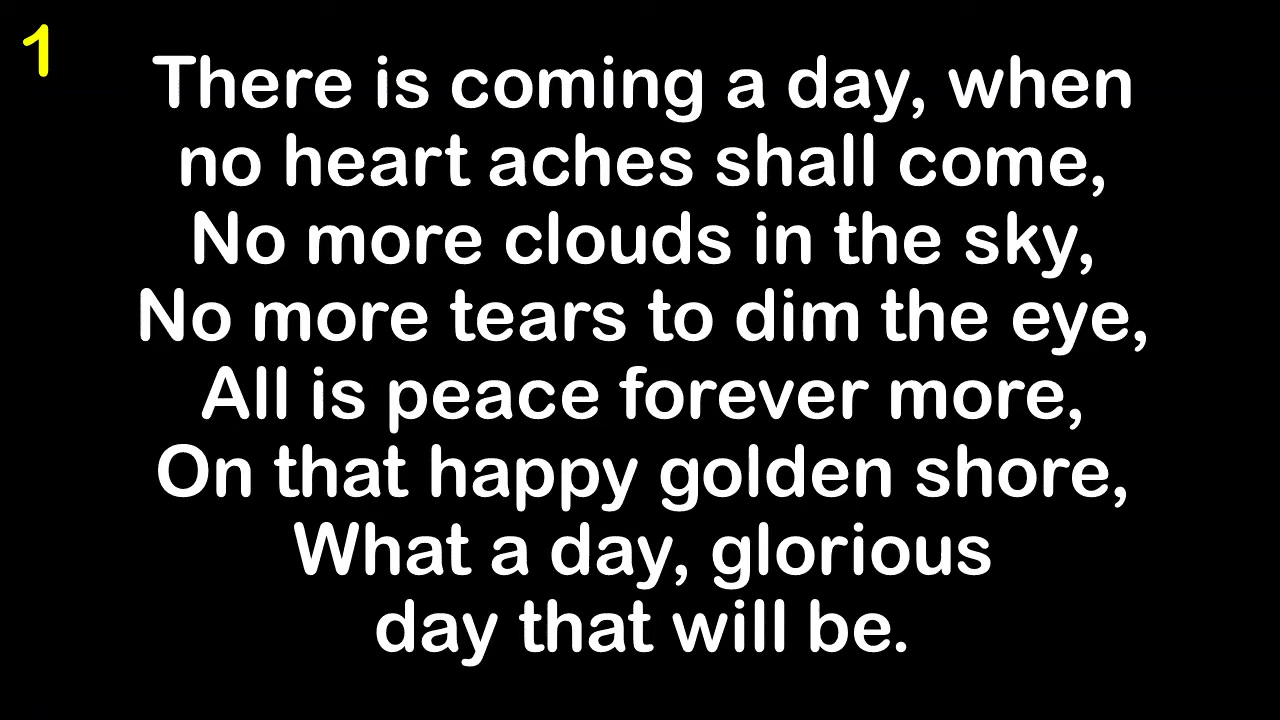 1
There is coming a day, when
no heart aches shall come,
No more clouds in the sky,
No more tears to dim the eye,
All is peace forever more,
On that happy golden shore,
What a day, glorious
day that will be.